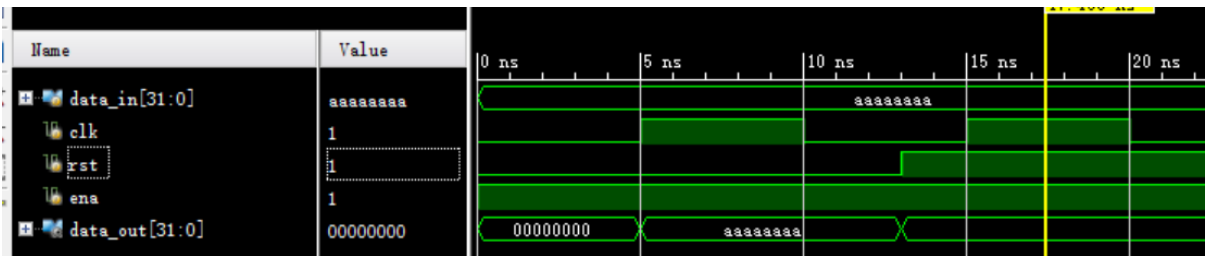 Name Value
0 ns 5 ns 10 ns 15 ns 20 ns
data_in[31:0] aaaaaaaa aaaaaaaa
clk 1
rst 1
ena 1
data_out[31:0] 00000000 00000000 aaaaaaaa